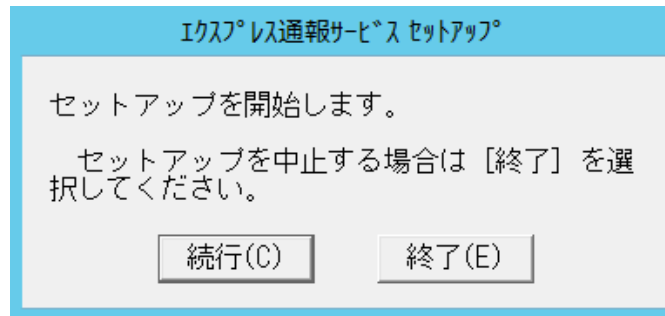 ｴｸｽﾌﾟﾚｽ通報ｻｰﾋﾞｽ ｾｯﾄｱｯﾌﾟ
セットアップを開始します。
　セットアップを中止する場合は［終了］を選
択してください。
続行(C)
終了(E)